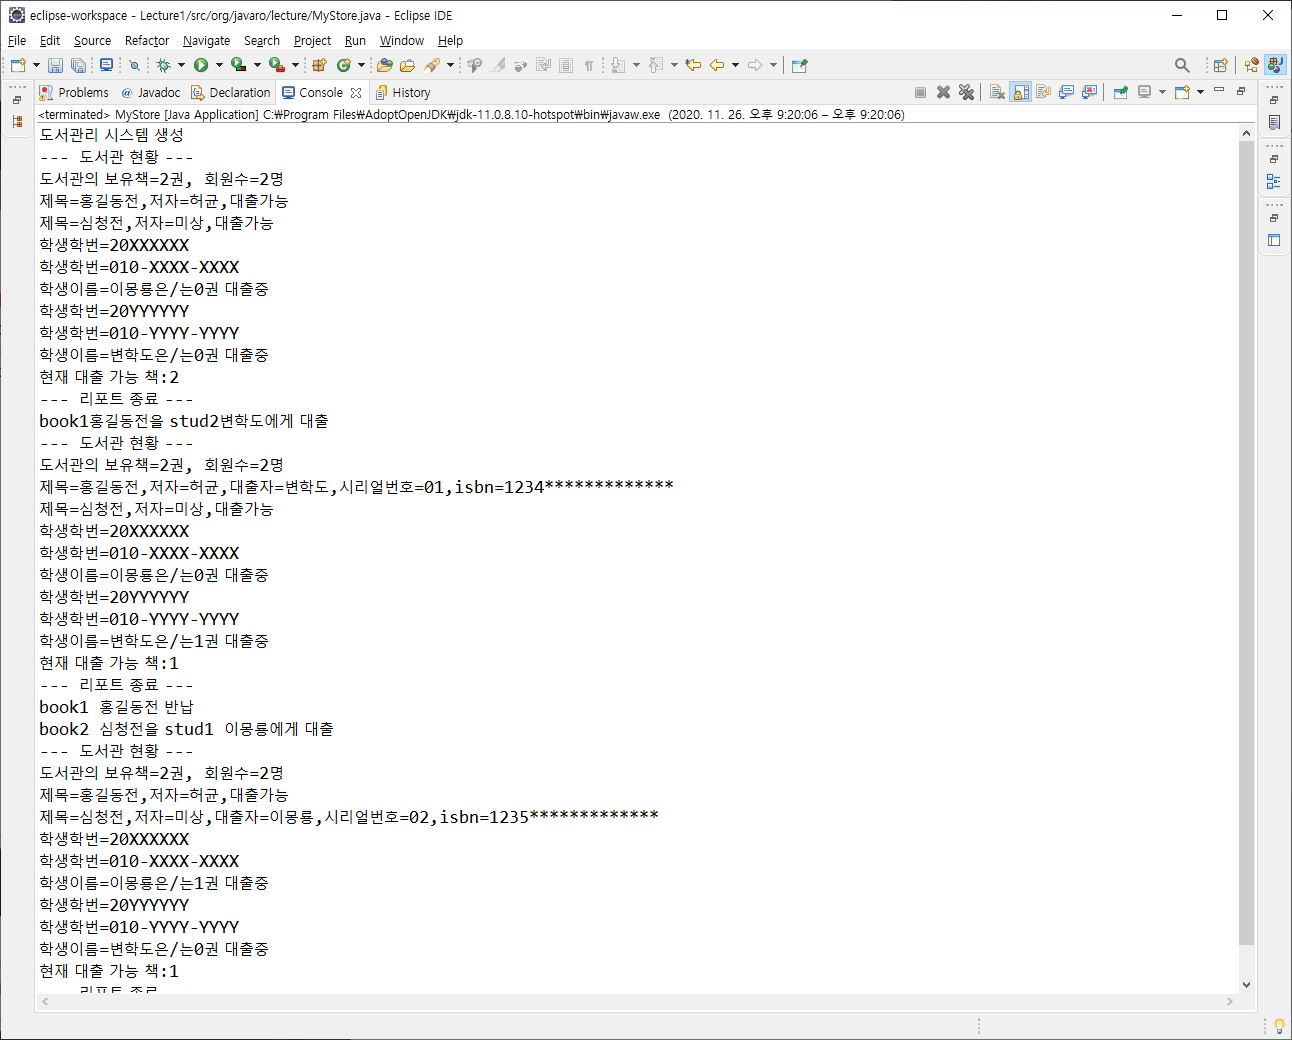 eclipse-workspace - Lecture1/src/org/javaro/lecture/MyStore.java - Eclipse IDE
File Edit Source Refactor Navigate Search Project Run Window Help
Problems @ Javadoc Declaration Console History
<terminated> MyStore [Java Application] C:₩Program Files₩AdoptOpenJDK₩jdk-11.0.8.10-hotspot₩bin₩javaw.exe (2020. 11. 26. 오후 9:20:06 – 오후 9:20:06)
도서관리 시스템 생성
--- 도서관 현황 ---
도서관의 보유책=2권, 회원수=2명
제목=홍길동전,저자=허균,대출가능
제목=심청전,저자=미상,대출가능
학생학번=20XXXXXX
학생학번=010-XXXX-XXXX
학생이름=이몽룡은/는0권 대출중
학생학번=20YYYYYY
학생학번=010-YYYY-YYYY
학생이름=변학도은/는0권 대출중
현재 대출 가능 책:2
--- 리포트 종료 ---
book1홍길동전을 stud2변학도에게 대출
--- 도서관 현황 ---
도서관의 보유책=2권, 회원수=2명
제목=홍길동전,저자=허균,대출자=변학도,시리얼번호=01,isbn=1234*************
제목=심청전,저자=미상,대출가능
학생학번=20XXXXXX
학생학번=010-XXXX-XXXX
학생이름=이몽룡은/는0권 대출중
학생학번=20YYYYYY
학생학번=010-YYYY-YYYY
학생이름=변학도은/는1권 대출중
현재 대출 가능 책:1
--- 리포트 종료 ---
book1 홍길동전 반납
book2 심청전을 stud1 이몽룡에게 대출
--- 도서관 현황 ---
도서관의 보유책=2권, 회원수=2명
제목=홍길동전,저자=허균,대출가능
제목=심청전,저자=미상,대출자=이몽룡,시리얼번호=02,isbn=1235*************
학생학번=20XXXXXX
학생학번=010-XXXX-XXXX
학생이름=이몽룡은/는1권 대출중
학생학번=20YYYYYY
학생학번=010-YYYY-YYYY
학생이름=변학도은/는0권 대출중
현재 대출 가능 책:1
--- 리포트 종료 ---